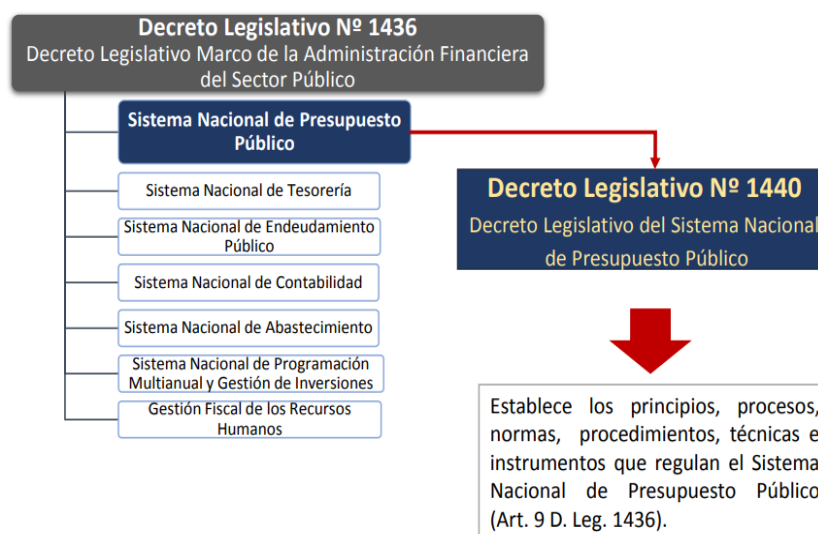 Decreto Legislativo Nº 1436
Decreto Legislativo Marco de la Administración Financiera
del Sector Público
Sistema Nacional de Presupuesto
Público
Sistema Nacional de Tesorería
Sistema Nacional de Endeudamiento
Público
Sistema Nacional de Contabilidad
Sistema Nacional de Abastecimiento
Sistema Nacional de Programación
Multianual y Gestión de Inversiones
Gestión Fiscal de los Recursos
Humanos
Decreto Legislativo Nº 1440
Decreto Legislativo del Sistema Nacional
de Presupuesto Público
Establece los principios, procesos,
normas, procedimientos, técnicas e
instrumentos que regulan el Sistema
Nacional de Presupuesto Público
(Art. 9 D. Leg. 1436).